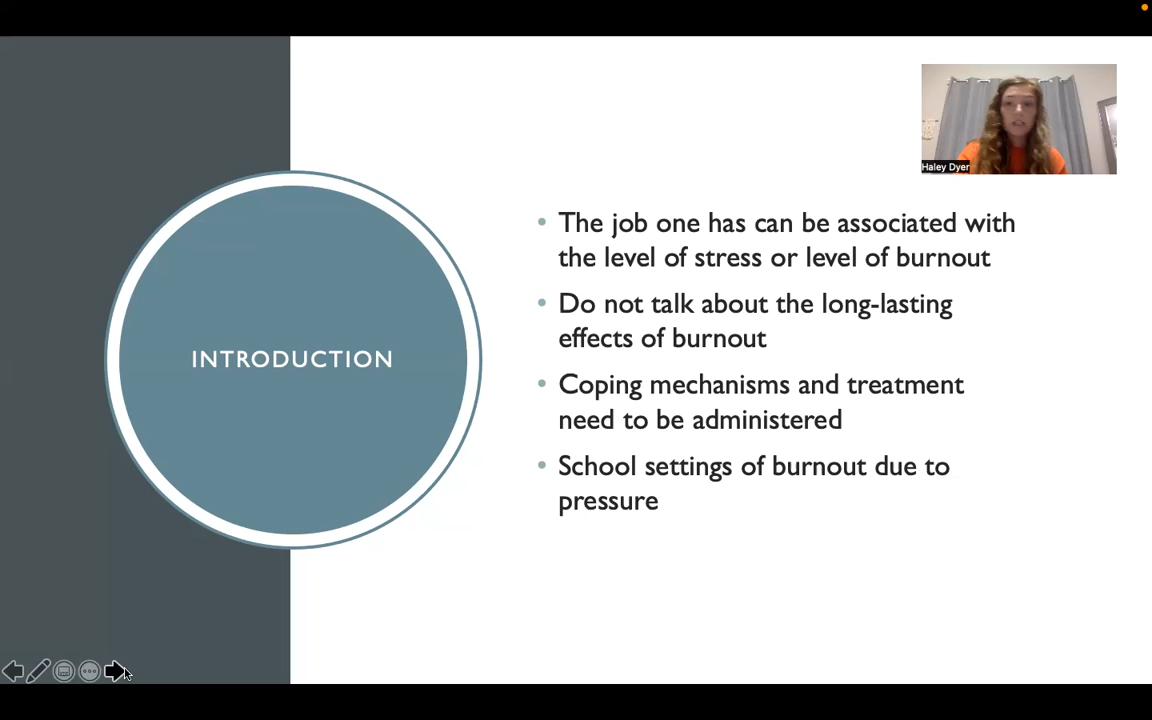 Haley Dyer
INTRODUCTION
• The job one has can be associated with
the level of stress or level of burnout
• Do not talk about the long-lasting
effects of burnout
• Coping mechanisms and treatment
need to be administered
• School settings of burnout due to
pressure